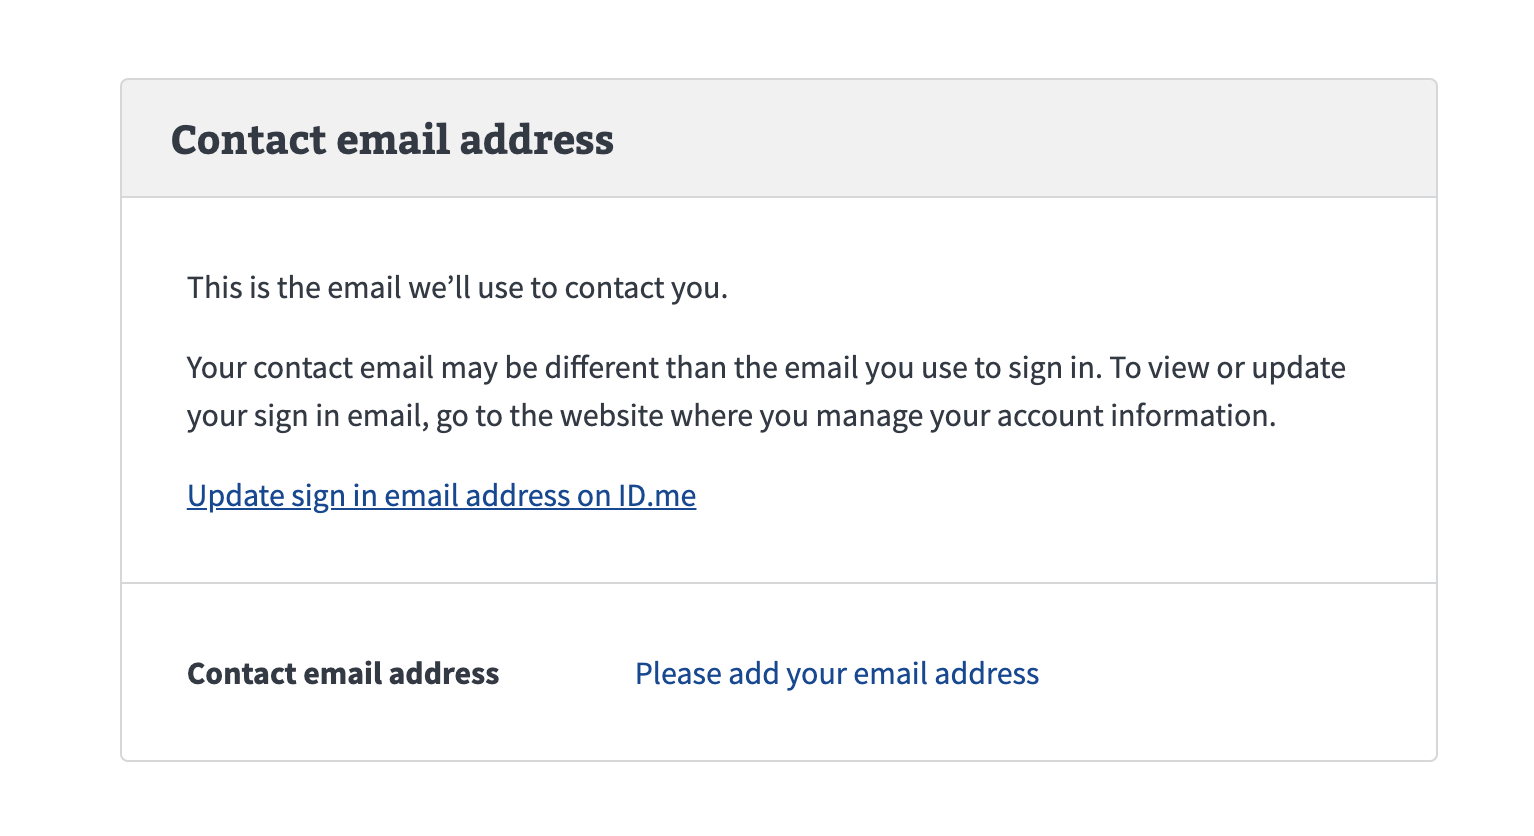 Contact email address
This is the email we’ll use to contact you.
Your contact email may be different than the email you use to sign in. To view or update
your sign in email, go to the website where you manage your account information.
Update sign in email address on ID.me
Contact email address
Please add your email address